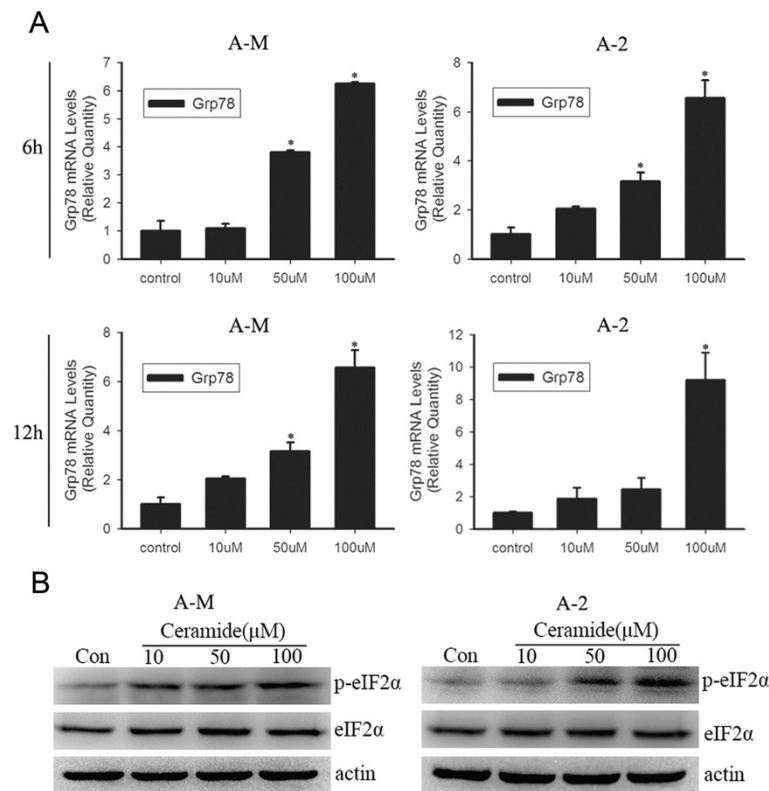 A
A-M
A-2
6h
Grp78 mRNA Levels
(Relative Quantity)
7
6
5
4
3
2
1
0
Grp78
*
*
control 10uM 50uM 100uM
Grp78 mRNA Levels
(Relative Quantity)
8
6
4
2
0
Grp78
*
*
control 10uM 50uM 100uM
A-M
A-2
12h
Grp78 mRNA Levels
(Relative Quantity)
8
6
4
2
0
Grp78
*
*
control 10uM 50uM 100uM
Grp78 mRNA Levels
(Relative Quantity)
12
10
8
6
4
2
0
Grp78
*
control 10uM 50uM 100uM
B
A-M
Ceramide(μM)
Con 10 50 100
p-eIF2α
eIF2α
actin
A-2
Ceramide(μM)
Con 10 50 100
p-eIF2α
eIF2α
actin